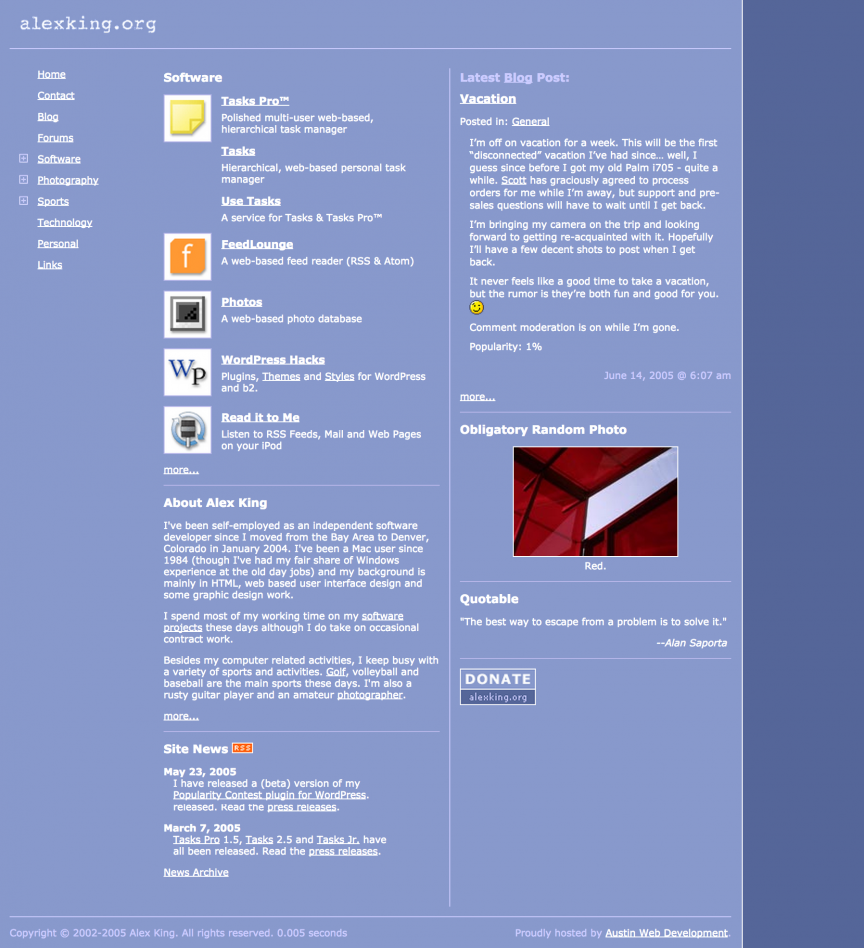 alexking.org
Home
Contact
Blog
Forums
Software
Photography
Sports
Technology
Personal
Links
Software
Tasks Pro™
Polished multi-user web-based,
hierarchical task manager
Tasks
Hierarchical, web-based personal task
manager
Use Tasks
A service for Tasks & Tasks Pro™
f
FeedLounge
A web-based feed reader (RSS & Atom)
Photos
A web-based photo database
Wp
WordPress Hacks
Plugins, Themes and Styles for WordPress
and b2.
Read it to Me
Listen to RSS Feeds, Mail and Web Pages
on your iPod
more...
About Alex King
I've been self-employed as an independent software
developer since I moved from the Bay Area to Denver,
Colorado in January 2004. I've been a Mac user since
1984 (though I've had my fair share of Windows
experience at the old day jobs) and my background is
mainly in HTML, web based user interface design and
some graphic design work.
I spend most of my working time on my software
projects these days although I do take on occasional
contract work.
Besides my computer related activities, I keep busy with
a variety of sports and activities. Golf, volleyball and
baseball are the main sports these days. I'm also a
rusty guitar player and an amateur photographer.
more...
Site News RSS
May 23, 2005
I have released a (beta) version of my
Popularity Contest plugin for WordPress.
released. Read the press releases.
March 7, 2005
Tasks Pro 1.5, Tasks 2.5 and Tasks Jr. have
all been released. Read the press releases.
News Archive
Latest Blog Post:
Vacation
Posted in: General
I'm off on vacation for a week. This will be the first
“disconnected” vacation I've had since… well, I
guess since before I got my old Palm i705 - quite a
while. Scott has graciously agreed to process
orders for me while I'm away, but support and pre-
sales questions will have to wait until I get back.
I'm bringing my camera on the trip and looking
forward to getting re-acquainted with it. Hopefully
I'll have a few decent shots to post when I get
back.
It never feels like a good time to take a vacation,
but the rumor is they're both fun and good for you.
Comment moderation is on while I'm gone.
Popularity: 1%
June 14, 2005 @ 6:07 am
more...
Obligatory Random Photo
Red.
Quotable
"The best way to escape from a problem is to solve it."
--Alan Saporta
DONATE
alexking.org
Copyright © 2002-2005 Alex King. All rights reserved. 0.005 seconds
Proudly hosted by Austin Web Development.